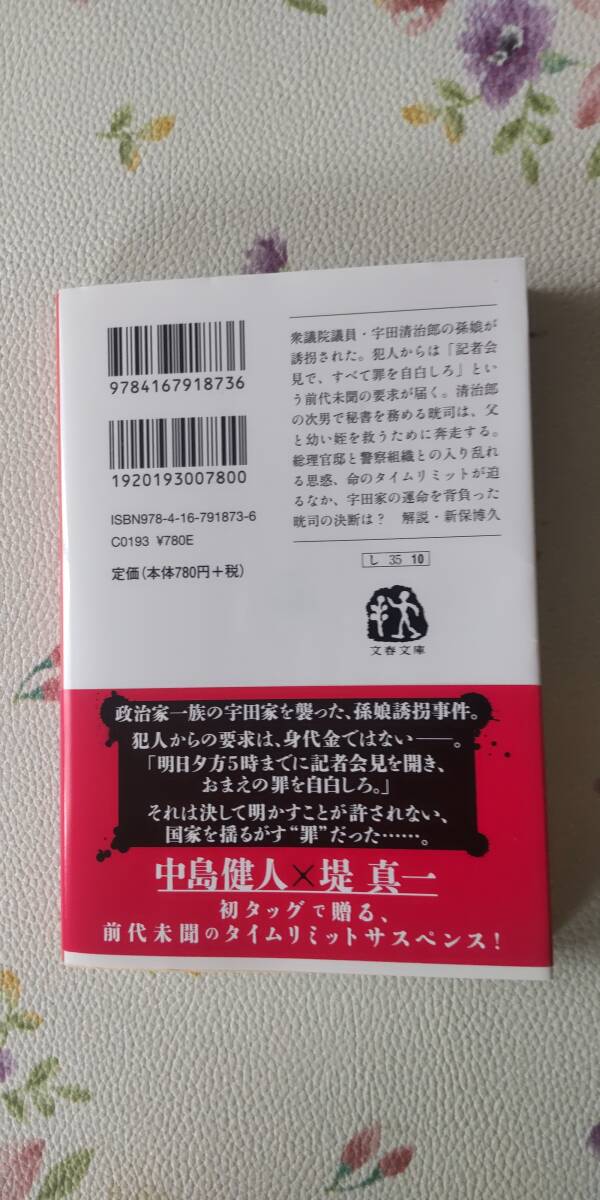 9784167918736
1920193007800
ISBN978-4-16-791873-6
C0193 ¥780E
定価(本体780円+税)
衆議院議員・宇田清治郎の孫娘が
誘拐された。犯人からは「記者会
見で、すべて罪を自白しろ」とい
う前代未聞の要求が届く。清治郎
の次男で秘書を務める晄司は、父
と幼い姪を救うために奔走する。
総理官邸と警察組織との入り乱れ
る思惑、命のタイムリミットが迫
るなか、宇田家の運命を背負った
晄司の決断は? 解説・新保博久
し 35 10
文春文庫
政治家一族の宇田家を襲った、孫娘誘拐事件。
犯人からの要求は、身代金ではない――。
「明日夕方5時までに記者会見を開き、
おまえの罪を自白しろ。」
それは決して明かすことが許されない、
国家を揺るがす“罪”だった……。
中島健人×堤 真一
初タッグで贈る、
前代未聞のタイムリミットサスペンス!